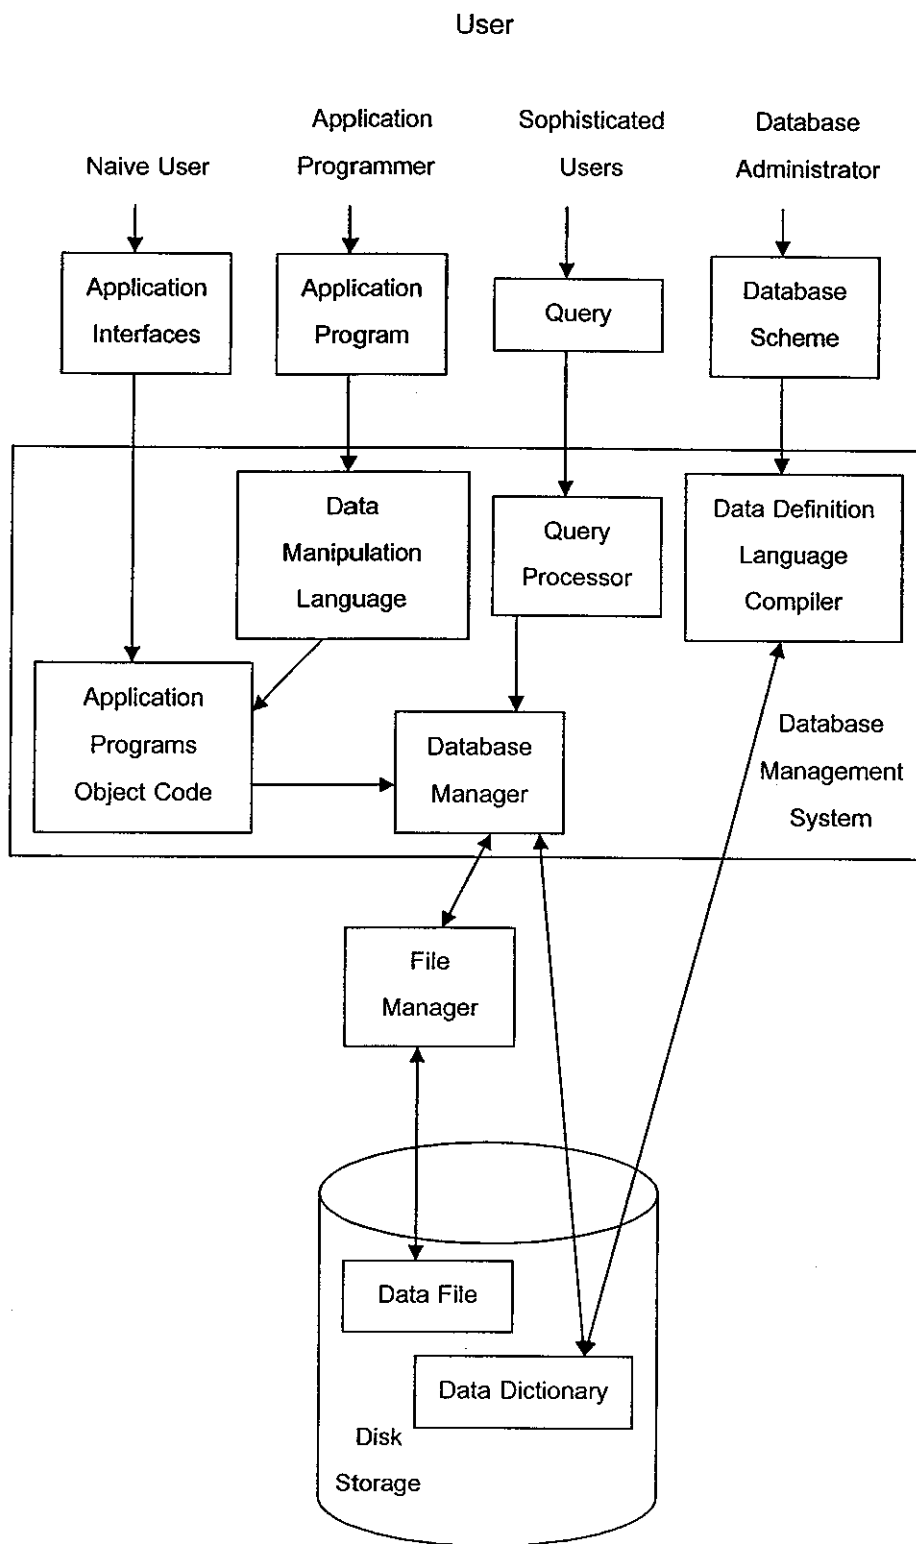 User
Naive User
Application
Programmer
Sophisticated
Users
Database
Administrator
Application
Interfaces
Application
Program
Query
Database
Scheme
Data
Manipulation
Language
Query
Processor
Data Definition
Language
Compiler
Application
Programs
Object Code
Database
Manager
Database
Management
System
File
Manager
Data File
Data Dictionary
Disk
Storage